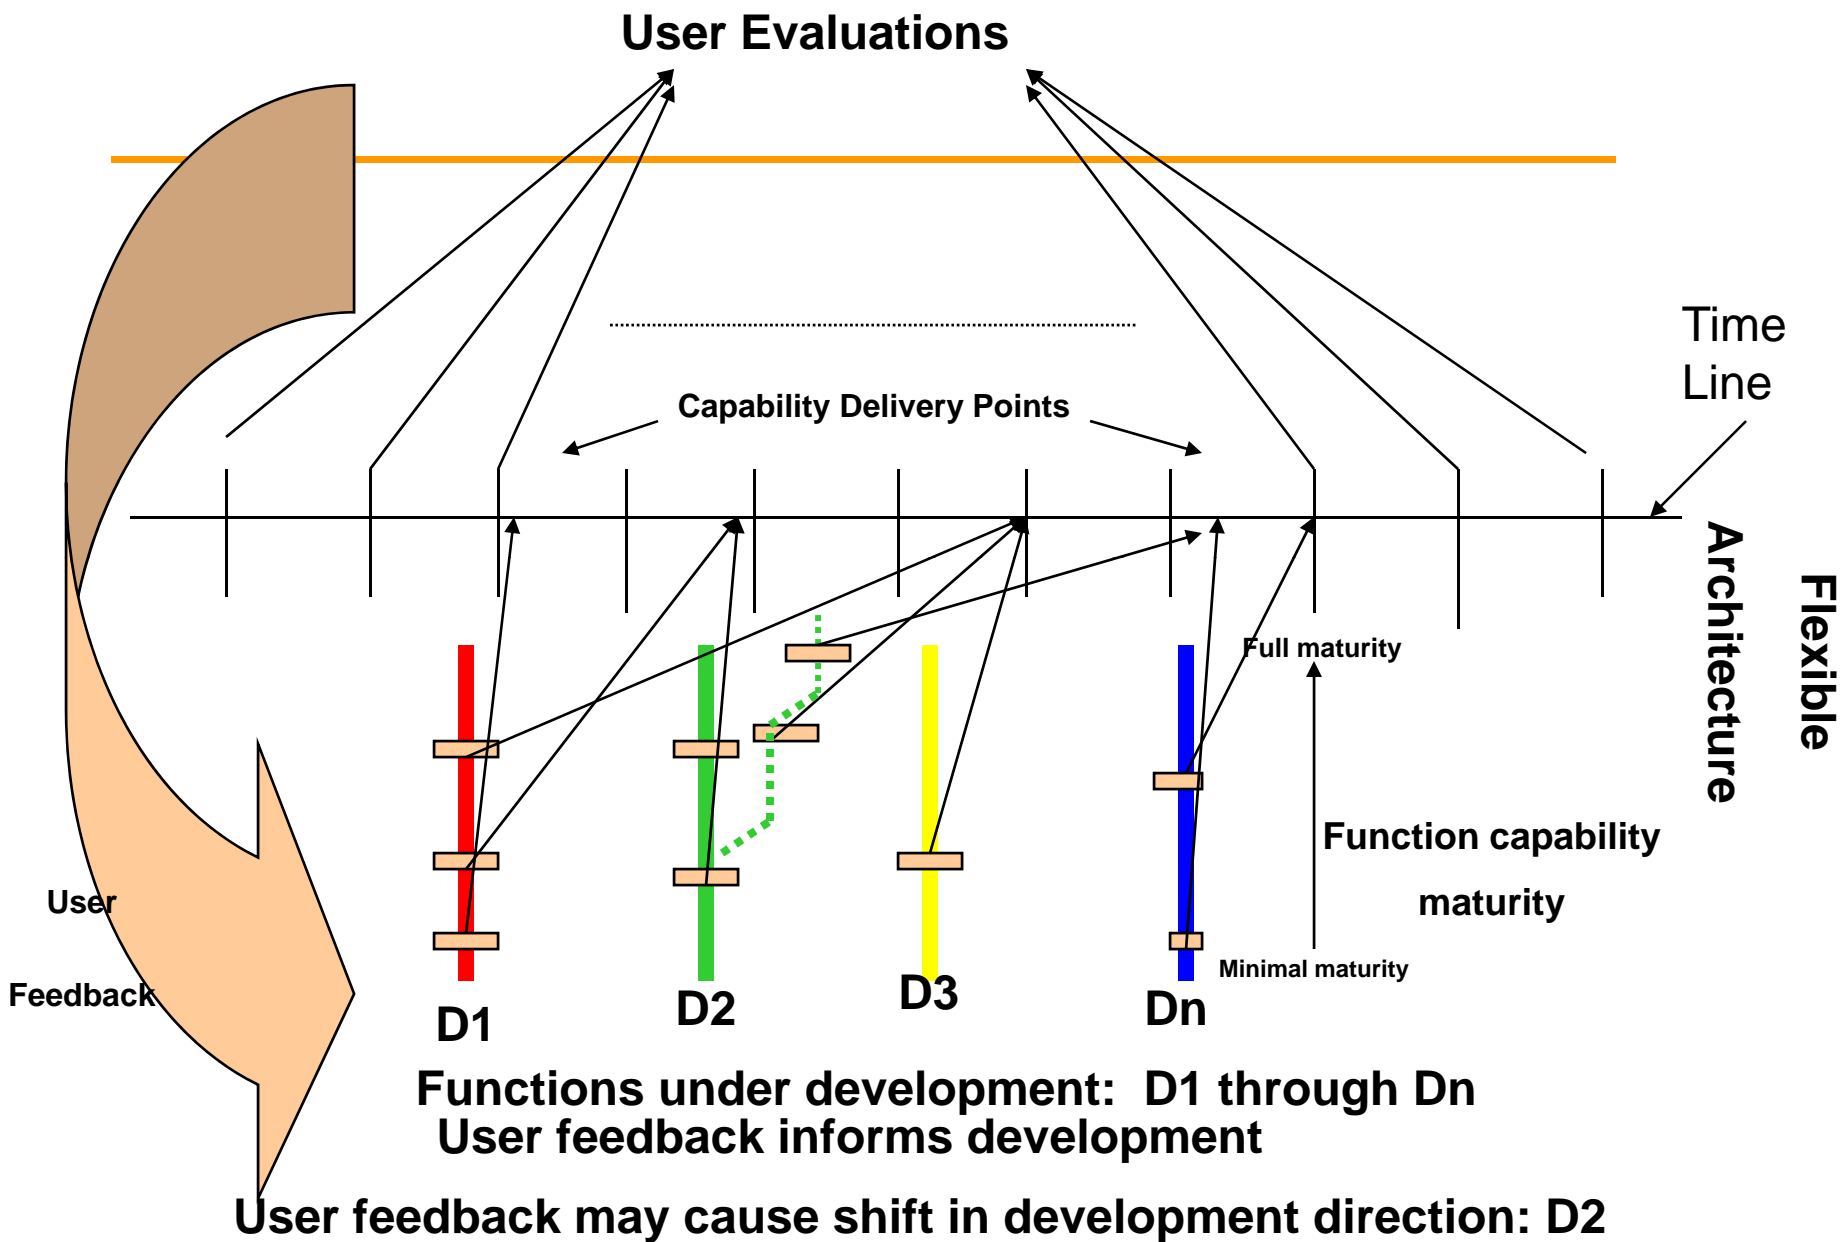 User Evaluations
Time
Line
Capability Delivery Points
Flexible
Architecture
Full maturity
Function capability
maturity
User
Feedback
Minimal maturity
D1
D2
D3
Dn
Functions under development: D1 through Dn
User feedback informs development
User feedback may cause shift in development direction: D2